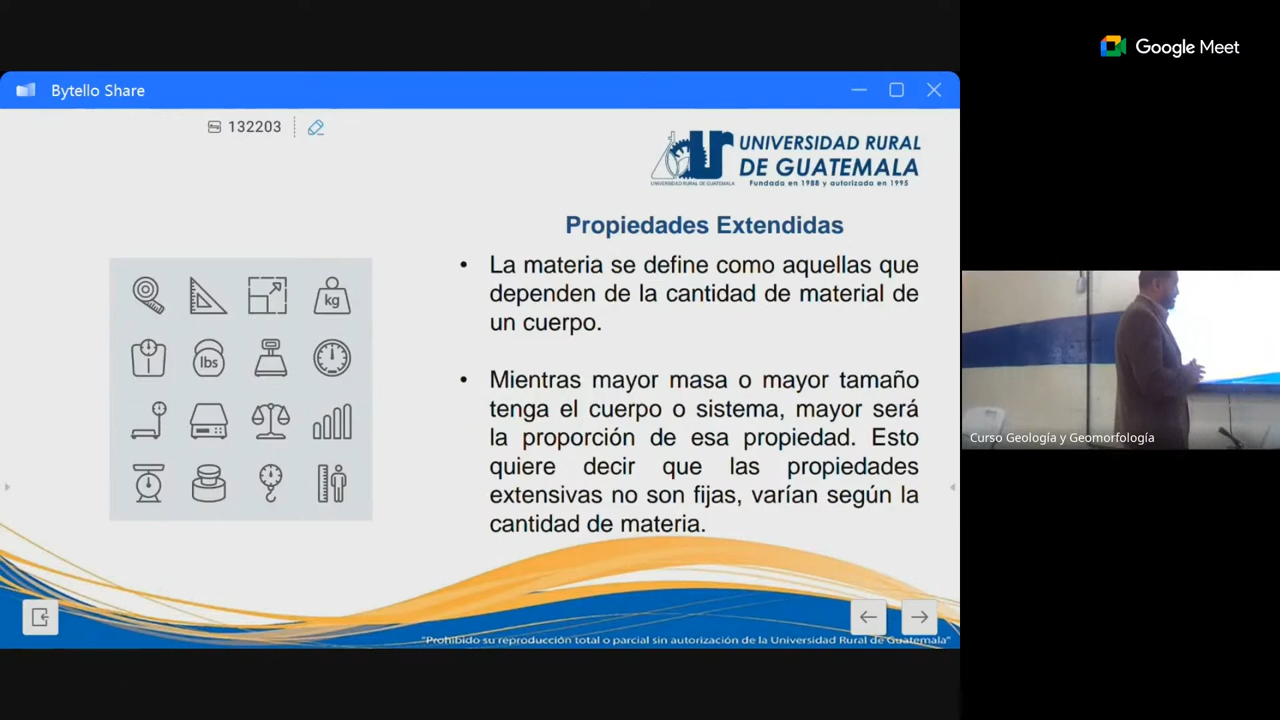 Google Meet
Bytello Share
132203
UNIVERSIDAD RURAL
DE GUATEMALA
Fundada en 1988 y autorizada en 1995
UNIVERSIDAD RURAL DE GUATEMALA
Propiedades Extendidas
• La materia se define como aquellas que
dependen de la cantidad de material de
un cuerpo.
• Mientras mayor masa o mayor tamaño
tenga el cuerpo o sistema, mayor será
la proporción de esa propiedad. Esto
quiere decir que las propiedades
extensivas no son fijas, varían según la
cantidad de materia.
kg
lbs
Curso Geología y Geomorfología
"Prohibido su reproducción total o parcial sin autorización de la Universidad Rural de Guatemala"